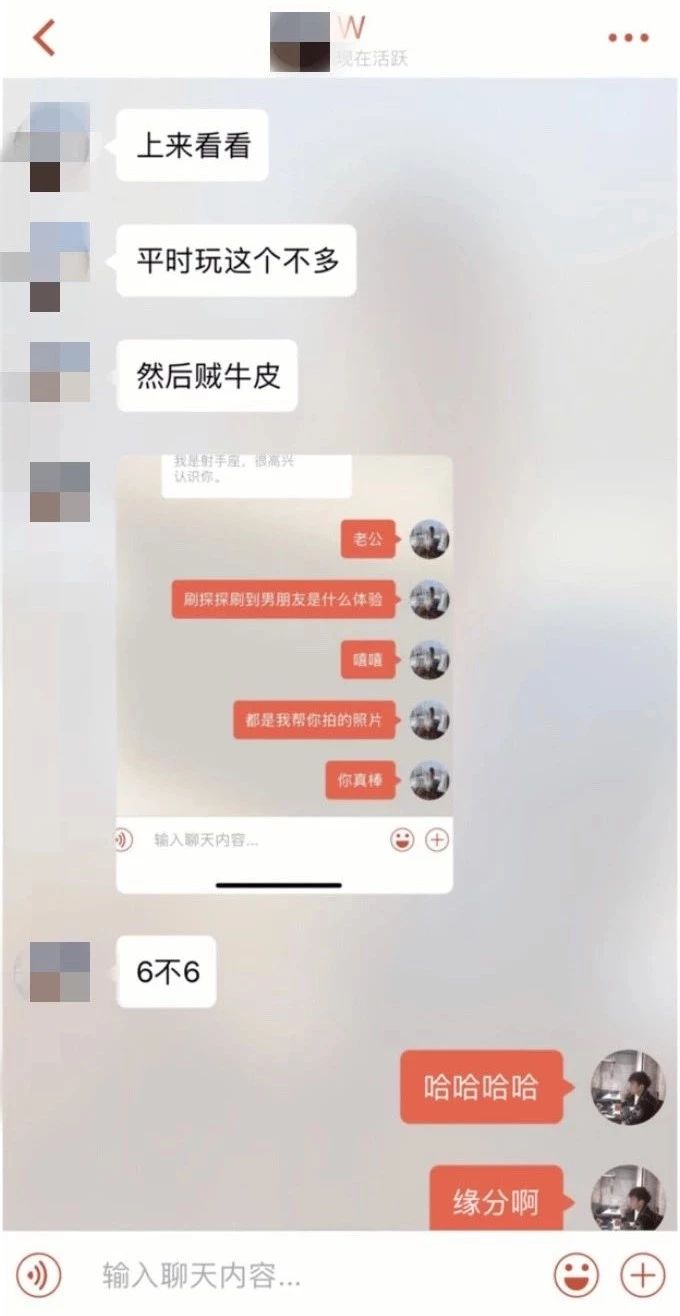 W
现在活跃
上来看看
平时玩这个不多
然后贼牛皮
我是射手座，很高兴
认识你。
老公
刷探探刷到男朋友是什么体验
嘻嘻
都是我帮你拍的照片
你真棒
输入聊天内容...
6不6
哈哈哈哈
缘分啊
输入聊天内容...